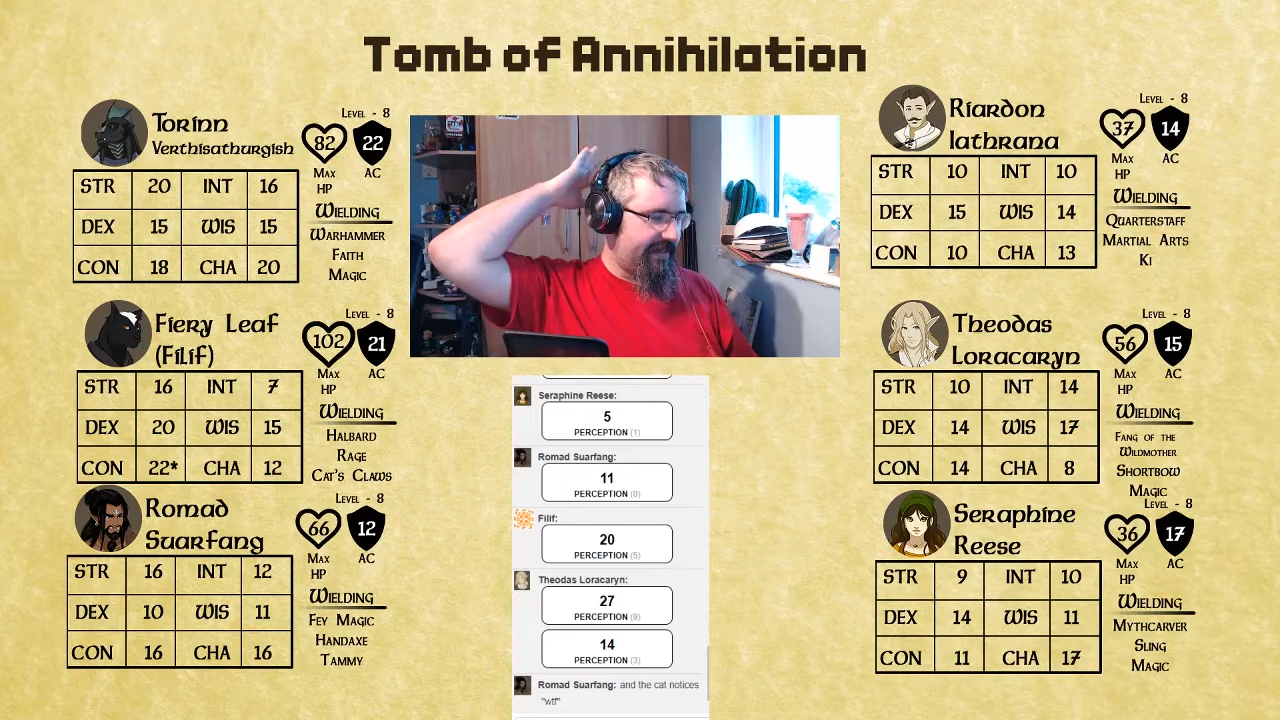 Tomb of Annihilation
Torinn
Verthisathurgish
Level - 8
82
22
Max HP
AC
STR 20 INT 16
DEX 15 WIS 15
CON 18 CHA 20
Wielding
Warhammer
Faith
Magic
Fiery Leaf
(Filif)
Level - 8
102
21
Max HP
AC
STR 16 INT 7
DEX 20 WIS 15
CON 22* CHA 12
Wielding
Halbard
Rage
Cat's Claws
Romad
Suarfang
Level - 8
66
12
Max HP
AC
STR 16 INT 12
DEX 10 WIS 11
CON 16 CHA 16
Wielding
Fey Magic
Handaxe
Tammy
Seraphine Reese:
5
PERCEPTION (1)
Romad Suarfang:
11
PERCEPTION (0)
Filif:
20
PERCEPTION (5)
Theodas Loracaryn:
27
PERCEPTION (9)
14
PERCEPTION (3)
Romad Suarfang: and the cat notices
"wtf"
Riardon
Iathrana
Level - 8
37
14
Max HP
AC
STR 10 INT 10
DEX 15 WIS 14
CON 10 CHA 13
Wielding
Quarterstaff
Martial Arts
Ki
Theodas
Loracaryn
Level - 8
56
15
Max HP
AC
STR 10 INT 14
DEX 14 WIS 17
CON 14 CHA 8
Wielding
Fang of the
Wildmother
Shortbow
Magic
Seraphine
Reese
Level - 8
36
17
Max HP
AC
STR 9 INT 10
DEX 14 WIS 11
CON 11 CHA 17
Wielding
Mythcarver
Sling
Magic